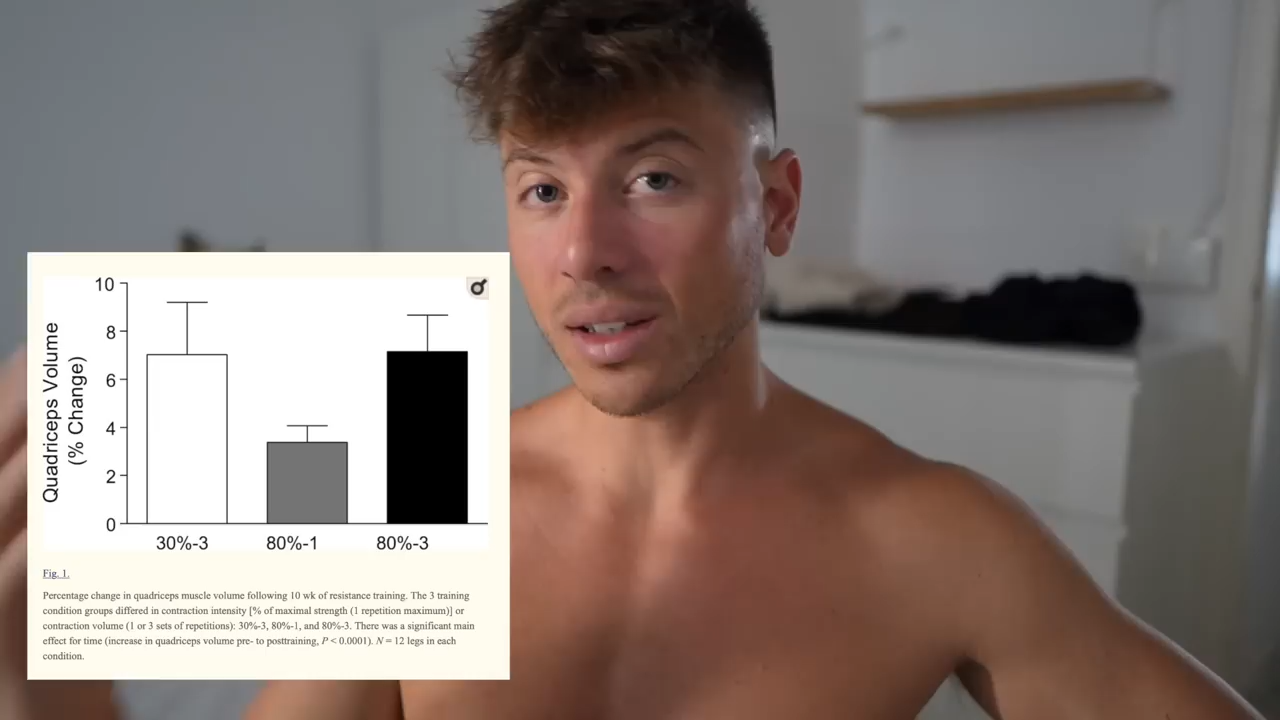 10
8
6
4
2
0
Quadriceps Volume
(% Change)
30%-3 80%-1 80%-3
Fig. 1.
Percentage change in quadriceps muscle volume following 10 wk of resistance training. The 3 training
condition groups differed in contraction intensity [% of maximal strength (1 repetition maximum)] or
contraction volume (1 or 3 sets of repetitions): 30%-3, 80%-1, and 80%-3. There was a significant main
effect for time (increase in quadriceps volume pre- to posttraining, P < 0.0001). N = 12 legs in each
condition.